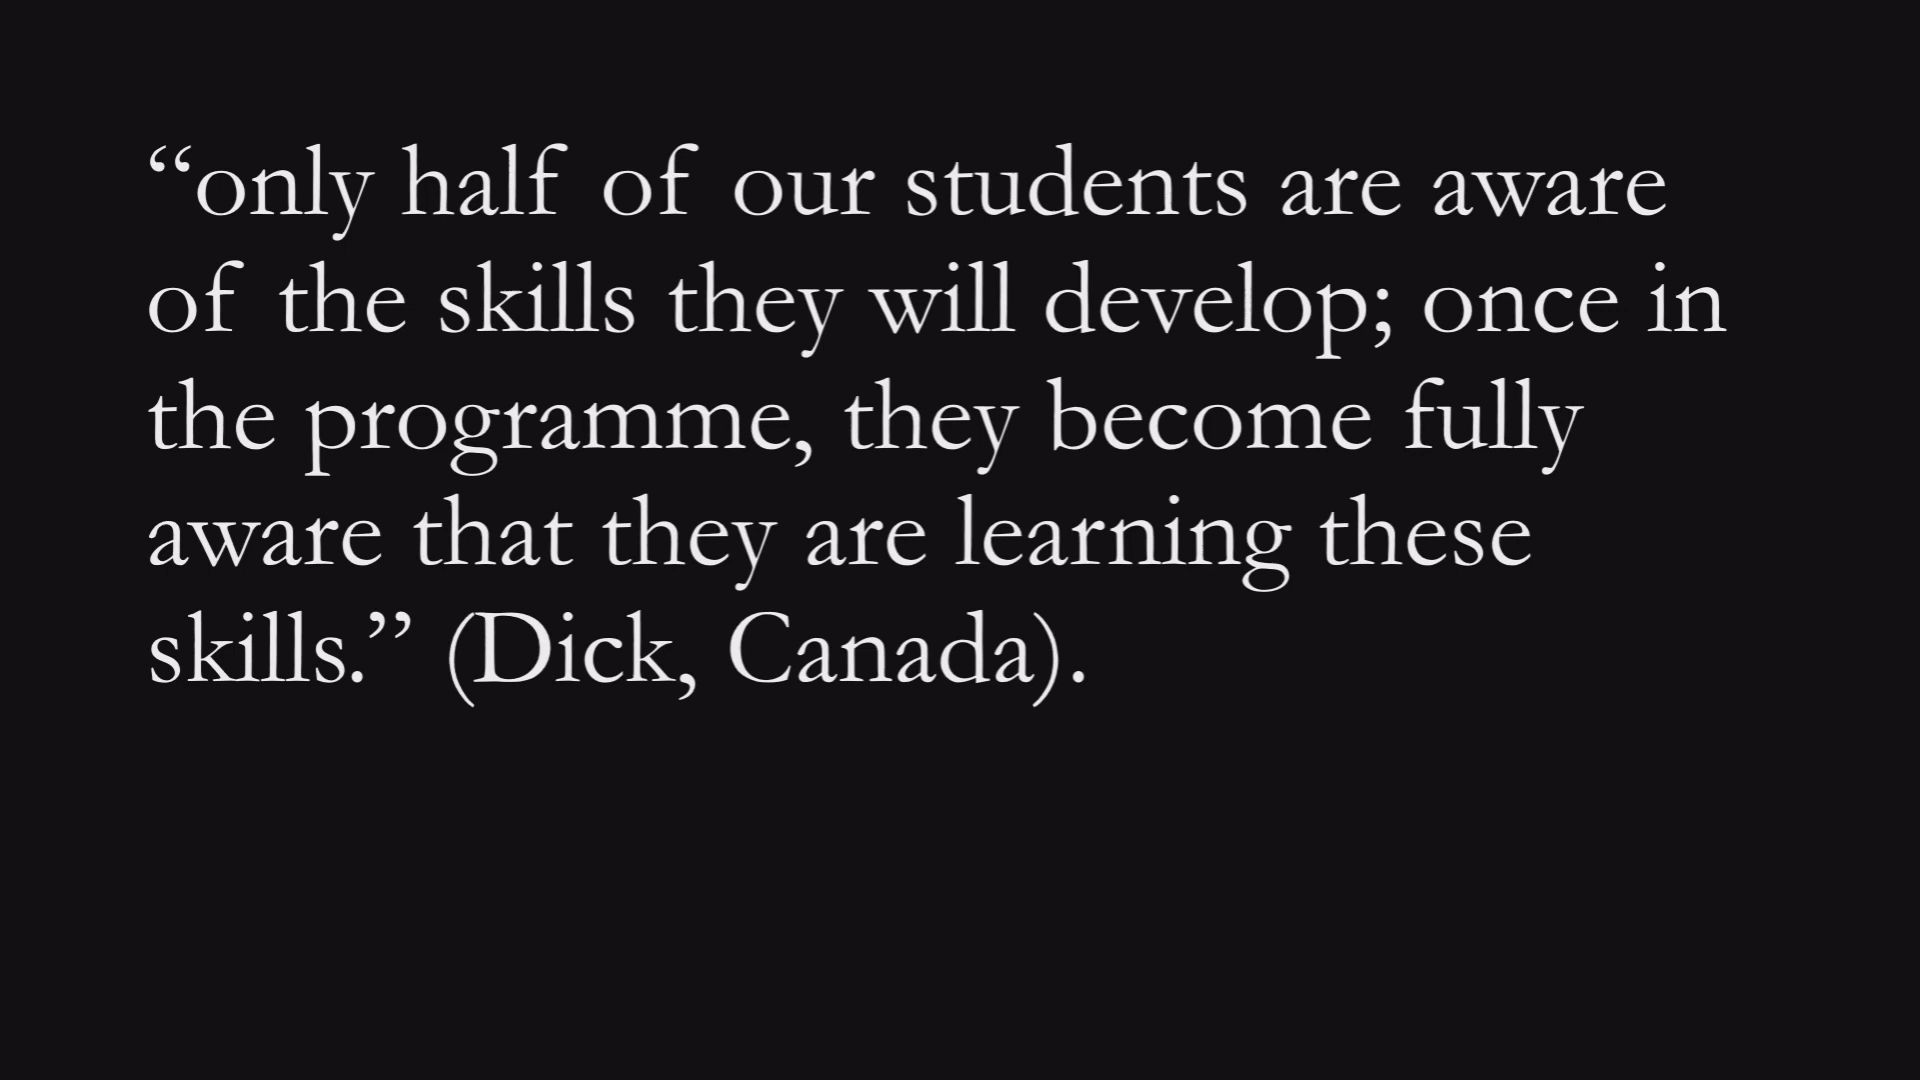 “only half of our students are aware
of the skills they will develop; once in
the programme, they become fully
aware that they are learning these
skills.” (Dick, Canada).